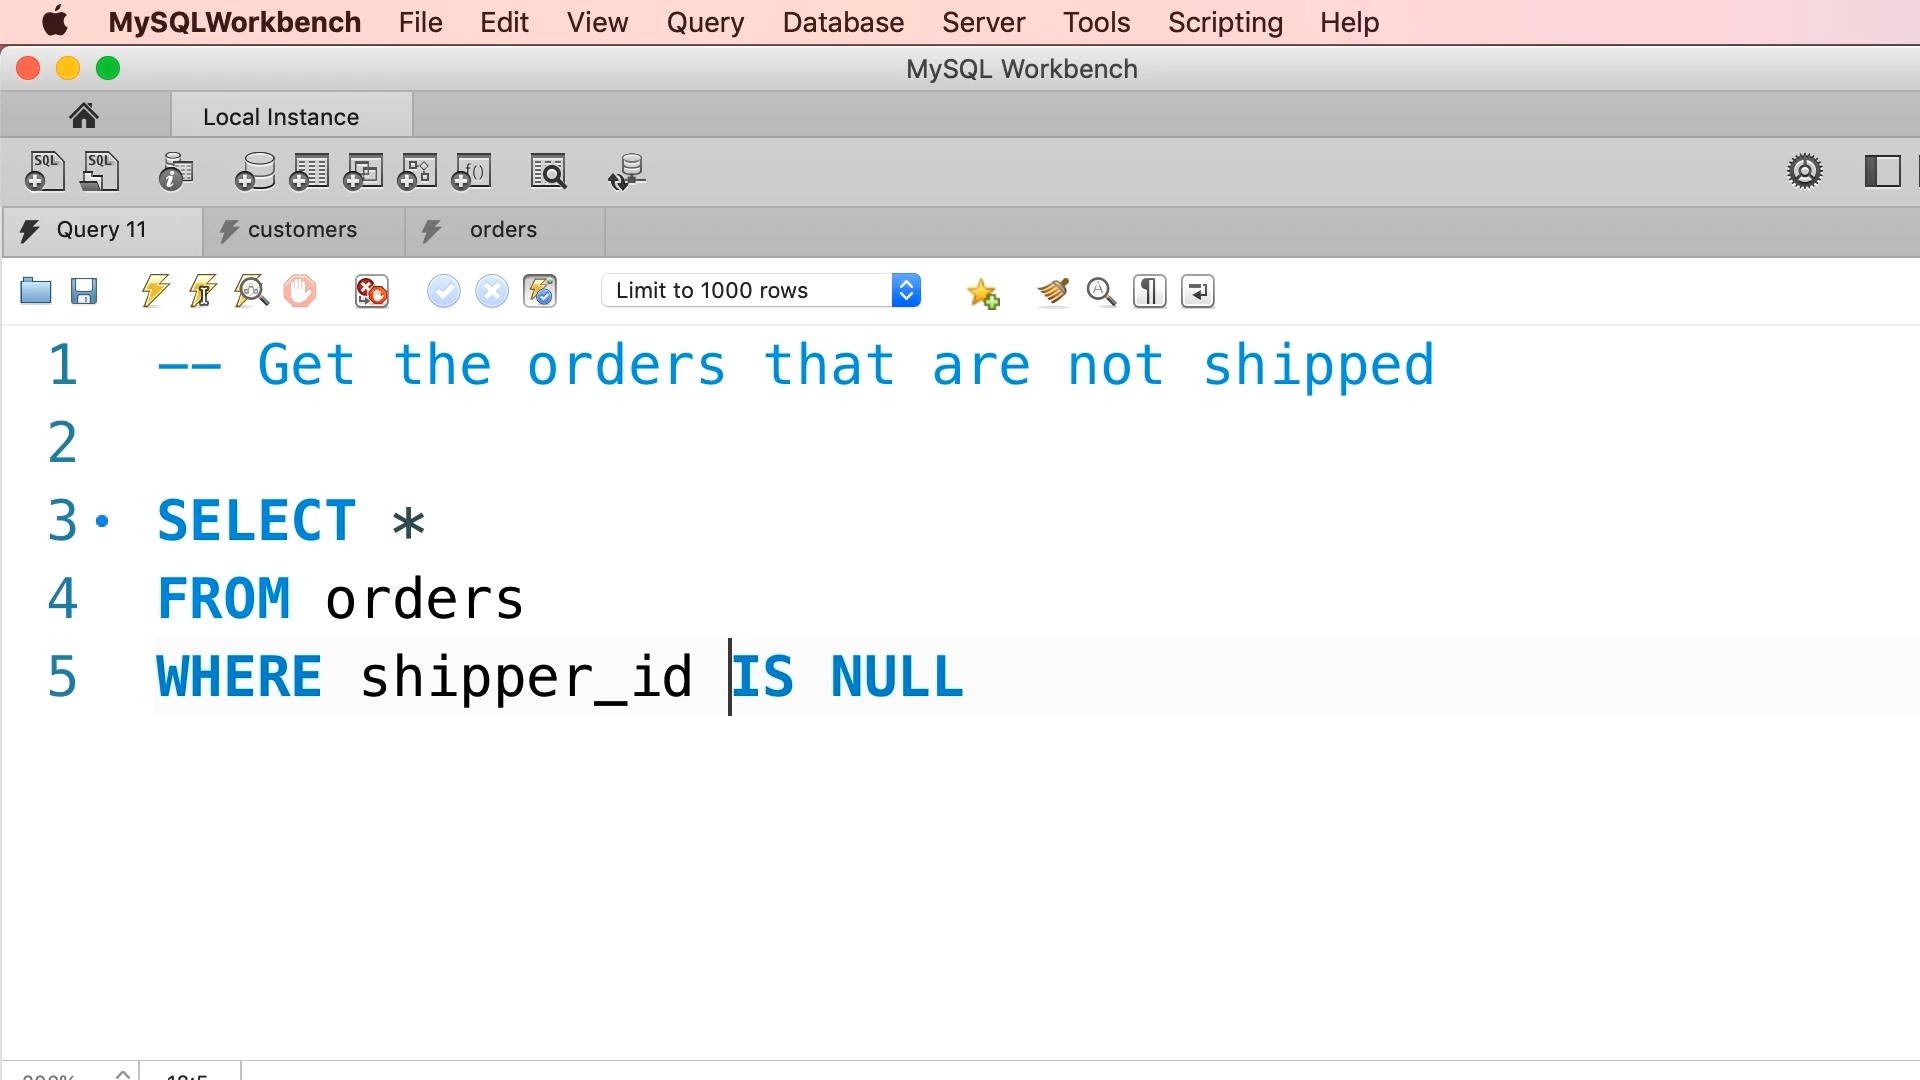 MySQLWorkbench File Edit View Query Database Server Tools Scripting Help
MySQL Workbench
Local Instance
SQL SQL
Query 11 customers orders
Limit to 1000 rows
1 -- Get the orders that are not shipped
2
3 SELECT *
4 FROM orders
5 WHERE shipper_id IS NULL